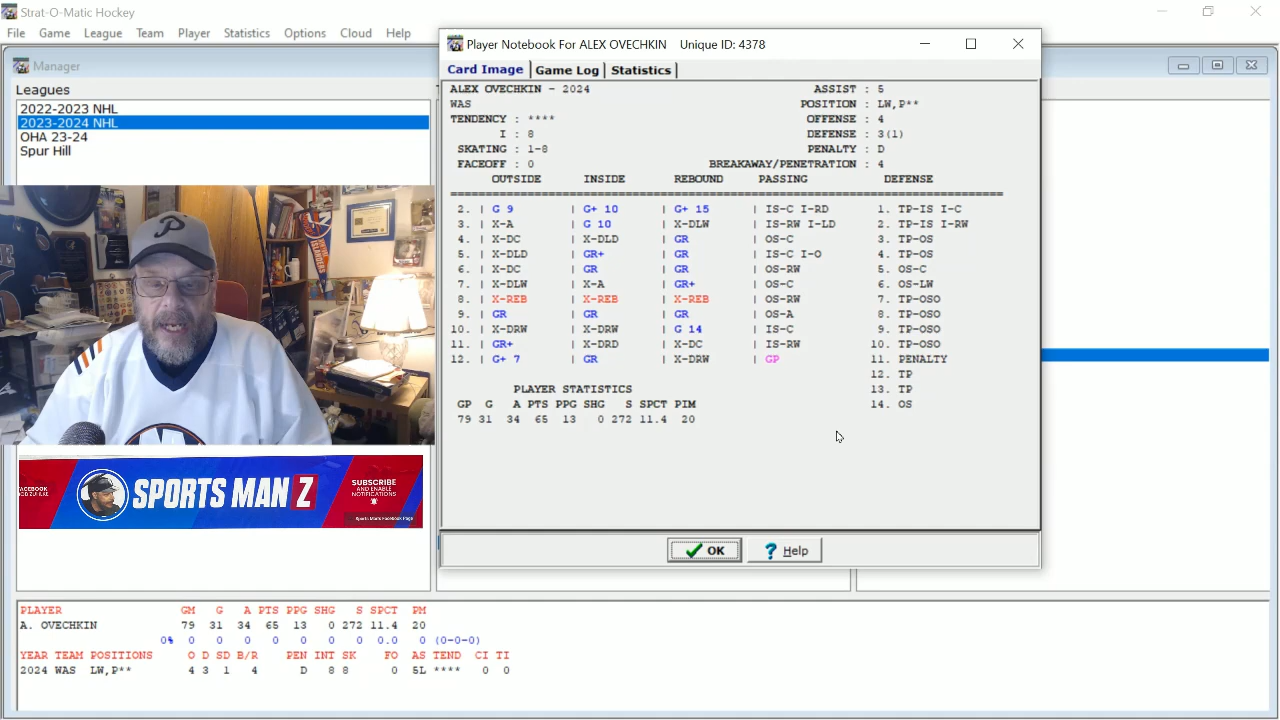 Strat-O-Matic Hockey
File Game League Team Player Statistics Options Cloud Help
Manager
Leagues
2022-2023 NHL
2023-2024 NHL
OHA 23-24
Spur Hill
Player Notebook For ALEX OVECHKIN Unique ID: 4378
Card Image Game Log Statistics
ALEX OVECHKIN - 2024 ASSIST : 5
WAS POSITION : LW,P**
TENDENCY : **** OFFENSE : 4
I : 8 DEFENSE : 3(1)
SKATING : 1-8 PENALTY : D
FACEOFF : 0 BREAKAWAY/PENETRATION : 4
OUTSIDE INSIDE REBOUND PASSING DEFENSE
2. | G 9 | G+ 10 | G+ 15 | IS-C I-RD 1. TP-IS I-C
3. | X-A | G 10 | X-DLW | IS-RW I-LD 2. TP-IS I-RW
4. | X-DC | X-DLD | GR | OS-C 3. TP-OS
5. | X-DLD | GR+ | GR | IS-C I-O 4. TP-OS
6. | X-DC | GR | GR | OS-RW 5. OS-C
7. | X-DLW | X-A | GR+ | OS-C 6. OS-LW
8. | X-REB | X-REB | X-REB | OS-RW 7. TP-OSO
9. | GR | GR | GR | OS-A 8. TP-OSO
10. | X-DRW | X-DRW | G 14 | IS-C 9. TP-OSO
11. | GR+ | X-DRD | X-DC | IS-RW 10. TP-OSO
12. | G+ 7 | GR | X-DRW | GP 11. PENALTY
12. TP
PLAYER STATISTICS 13. TP
GP G A PTS PPG SHG S SPCT PIM 14. OS
79 31 34 65 13 0 272 11.4 20
OK Help
SPORTS MAN Z
SUBSCRIBE
AND ENABLE
NOTIFICATIONS
PLAYER GM G A PTS PPG SHG S SPCT PM
A. OVECHKIN 79 31 34 65 13 0 272 11.4 20
0% 0 0 0 0 0 0 0 0.0 0 (0-0-0)
YEAR TEAM POSITIONS O D SD B/R PEN INT SK FO AS TEND CI TI
2024 WAS LW,P** 4 3 1 4 D 8 8 0 5L **** 0 0